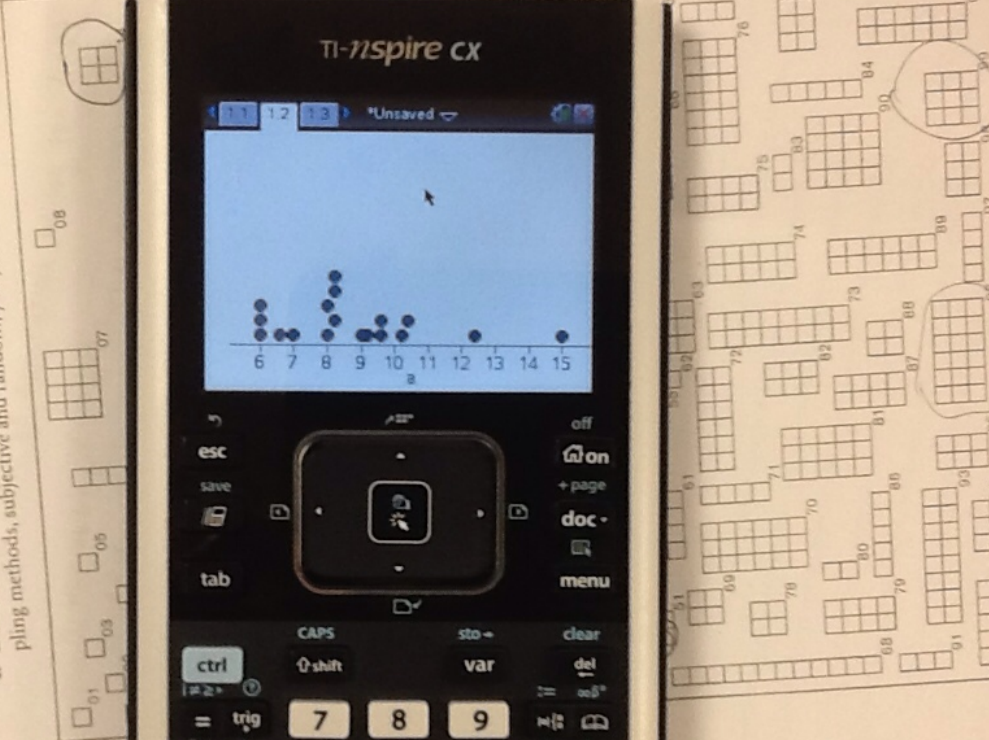 TI-nspire CX
1.1 1.2 1.3 *Unsaved
6 7 8 9 10 11 12 13 14 15
a
off
esc
on
save
+page
doc
tab
menu
CAPS
sto
clear
ctrl
shift
var
del
= trig
7 8 9
pling methods, subjective and random,
01
03
05
07
08
51
61
63
68
69
70
71
72
73
74
75
76
78
79
80
81
82
83
84
87
88
89
90
91
93